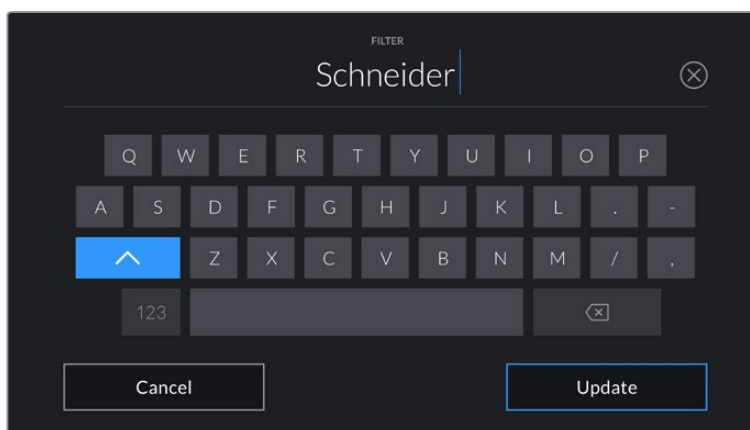 FILTER
Schneider
Q W E R T Y U I O P
A S D F G H J K L . -
Z X C V B N M / ,
123
Cancel Update